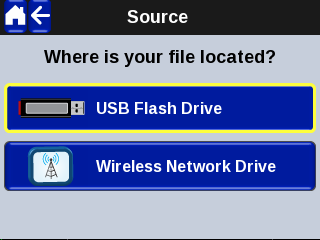 Source
Where is your file located?
USB Flash Drive
Wireless Network Drive